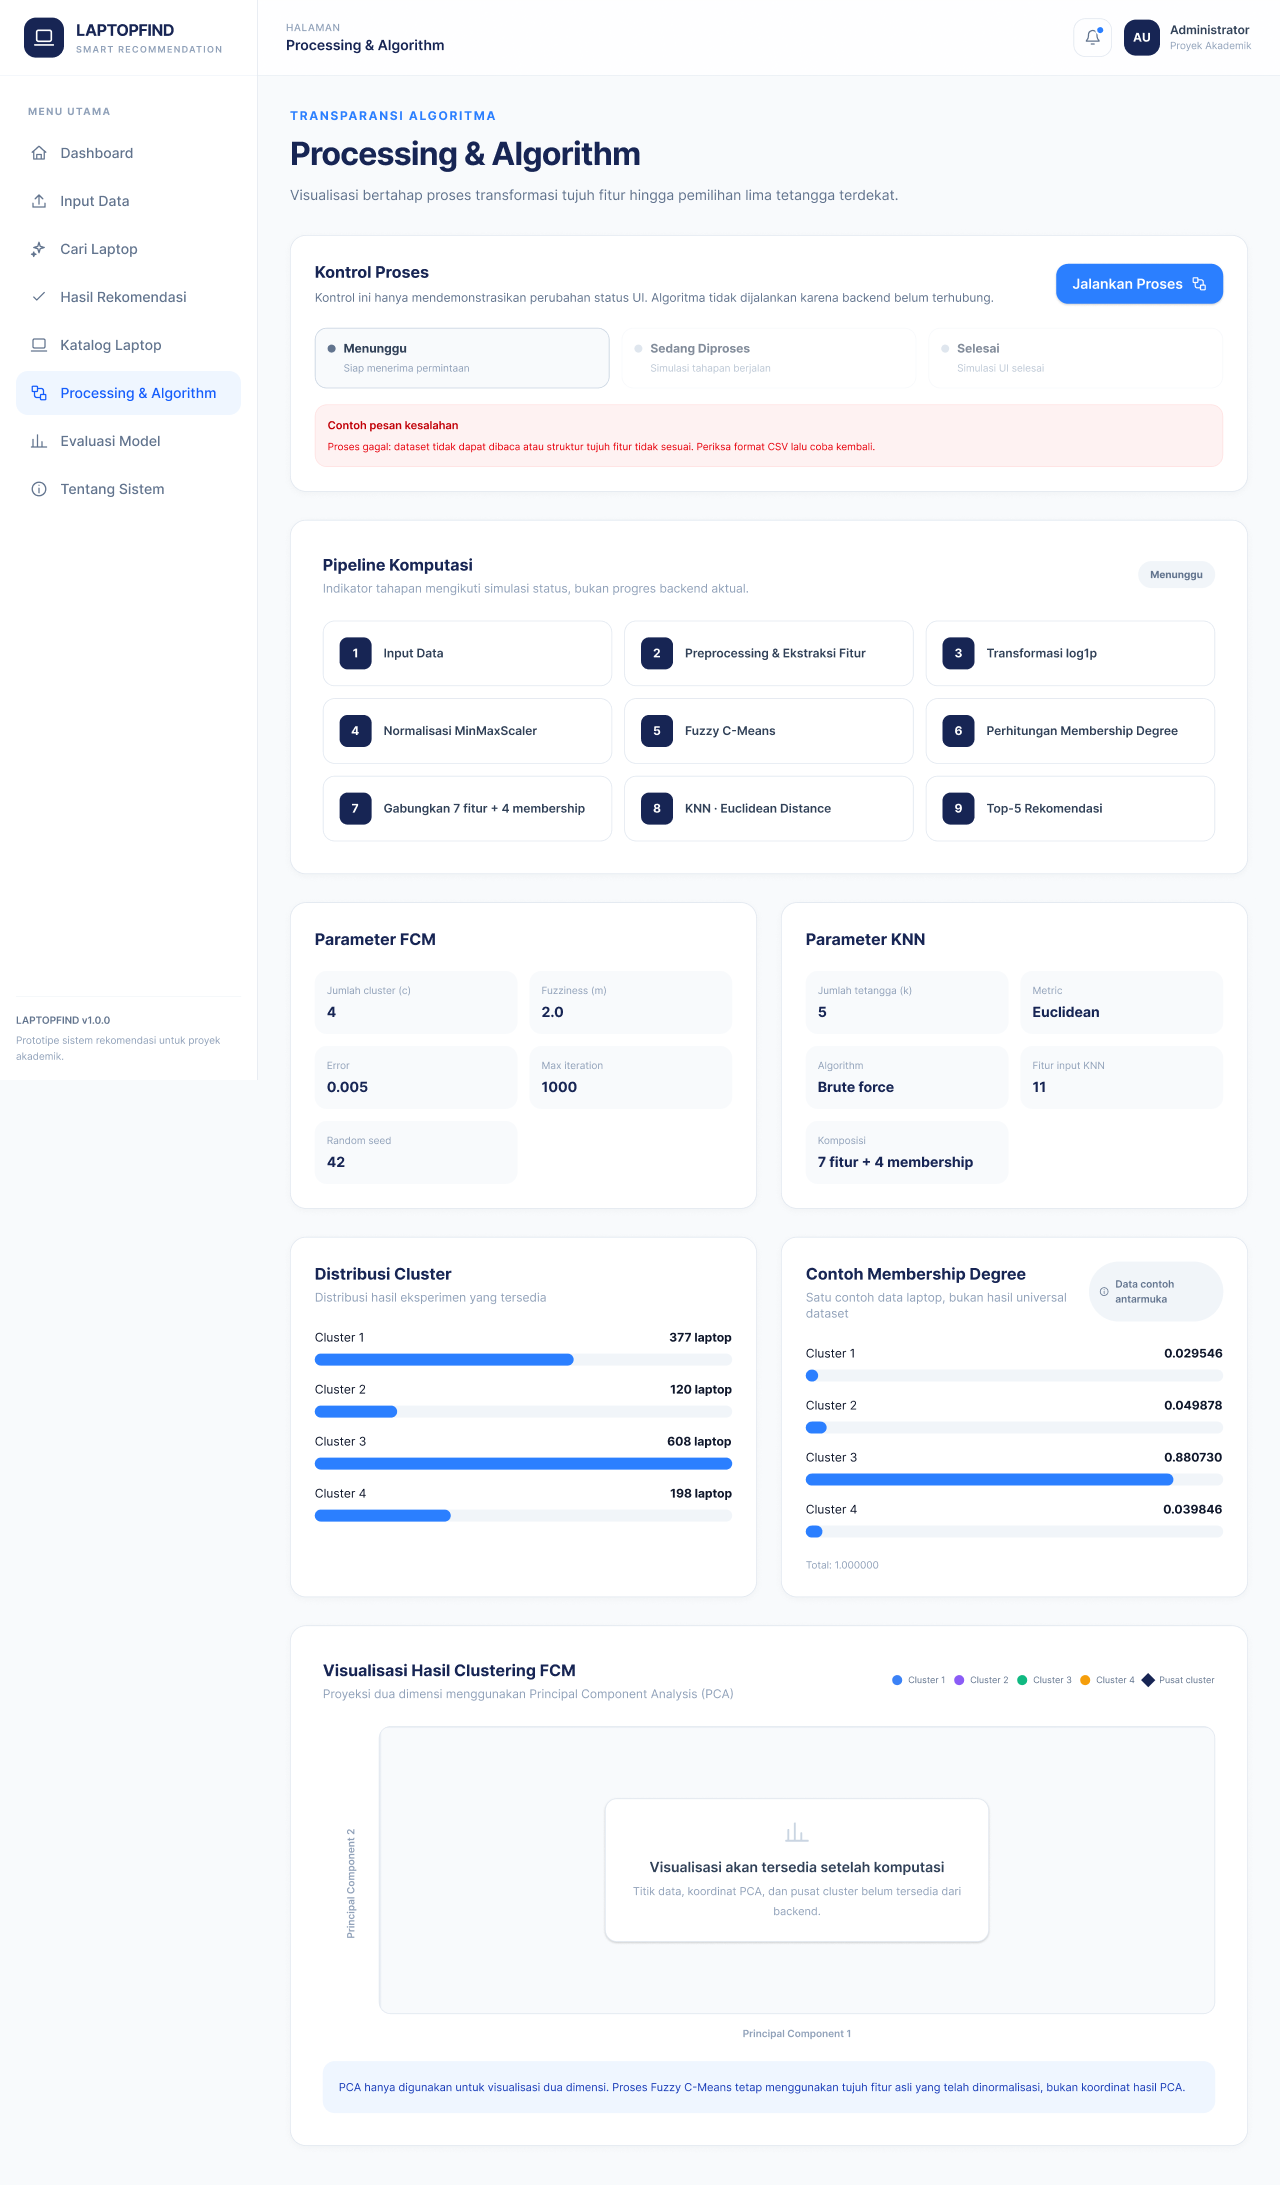 LAPTOPFIND
SMART RECOMMENDATION
HALAMAN
Processing & Algorithm
AU
Administrator
Proyek Akademik
MENU UTAMA
Dashboard
Input Data
Cari Laptop
Hasil Rekomendasi
Katalog Laptop
Processing & Algorithm
Evaluasi Model
Tentang Sistem
LAPTOPFIND v1.0.0
Prototipe sistem rekomendasi untuk proyek
akademik.
TRANSPARANSI ALGORITMA
Processing & Algorithm
Visualisasi bertahap proses transformasi tujuh fitur hingga pemilihan lima tetangga terdekat.
Kontrol Proses
Kontrol ini hanya mendemonstrasikan perubahan status UI. Algoritma tidak dijalankan karena backend belum terhubung.
Jalankan Proses
Menunggu
Siap menerima permintaan
Sedang Diproses
Simulasi tahapan berjalan
Selesai
Simulasi UI selesai
Contoh pesan kesalahan
Proses gagal: dataset tidak dapat dibaca atau struktur tujuh fitur tidak sesuai. Periksa format CSV lalu coba kembali.
Pipeline Komputasi
Indikator tahapan mengikuti simulasi status, bukan progres backend aktual.
Menunggu
1 Input Data
2 Preprocessing & Ekstraksi Fitur
3 Transformasi log1p
4 Normalisasi MinMaxScaler
5 Fuzzy C-Means
6 Perhitungan Membership Degree
7 Gabungkan 7 fitur + 4 membership
8 KNN · Euclidean Distance
9 Top-5 Rekomendasi
Parameter FCM
Jumlah cluster (c)
4
Fuzziness (m)
2.0
Error
0.005
Max iteration
1000
Random seed
42
Parameter KNN
Jumlah tetangga (k)
5
Metric
Euclidean
Algorithm
Brute force
Fitur input KNN
11
Komposisi
7 fitur + 4 membership
Distribusi Cluster
Distribusi hasil eksperimen yang tersedia
Cluster 1 377 laptop
Cluster 2 120 laptop
Cluster 3 608 laptop
Cluster 4 198 laptop
Contoh Membership Degree
Satu contoh data laptop, bukan hasil universal
dataset
Data contoh
antarmuka
Cluster 1 0.029546
Cluster 2 0.049878
Cluster 3 0.880730
Cluster 4 0.039846
Total: 1.000000
Visualisasi Hasil Clustering FCM
Proyeksi dua dimensi menggunakan Principal Component Analysis (PCA)
Cluster 1 Cluster 2 Cluster 3 Cluster 4 Pusat cluster
Principal Component 2
Visualisasi akan tersedia setelah komputasi
Titik data, koordinat PCA, dan pusat cluster belum tersedia dari
backend.
Principal Component 1
PCA hanya digunakan untuk visualisasi dua dimensi. Proses Fuzzy C-Means tetap menggunakan tujuh fitur asli yang telah dinormalisasi, bukan koordinat hasil PCA.